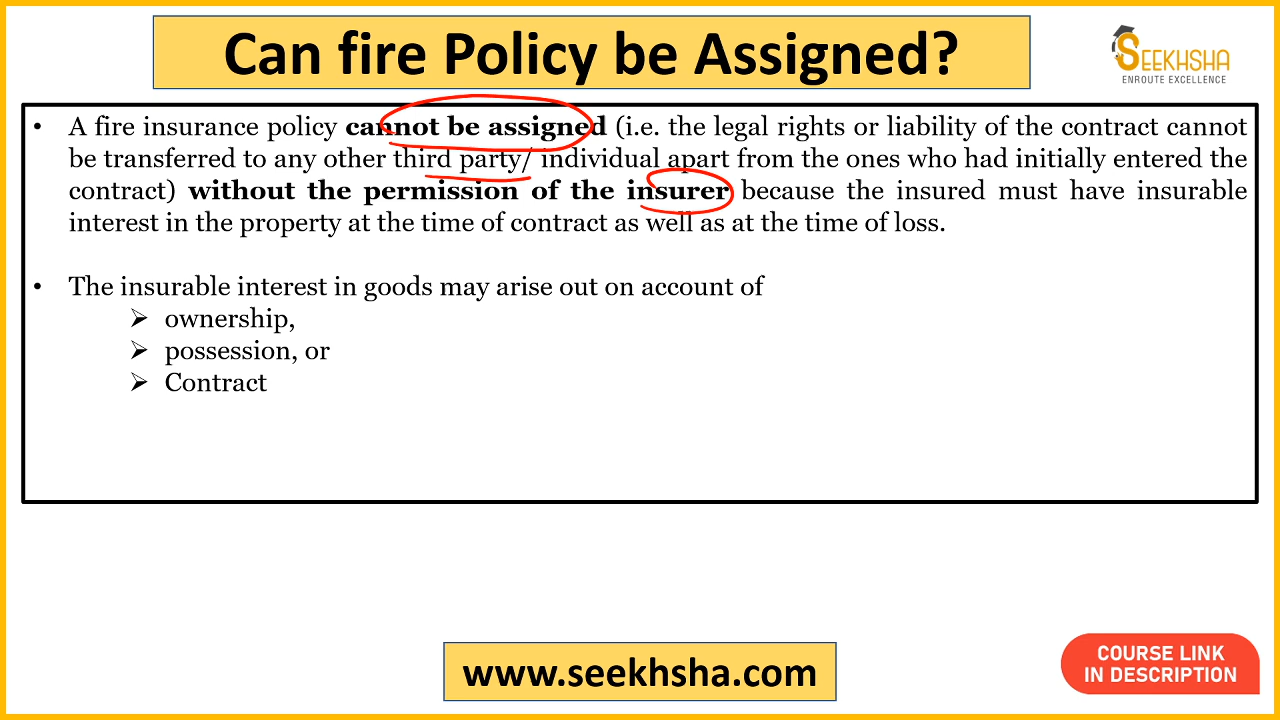 Can fire Policy be Assigned?
SEEKHSHA
ENROUTE EXCELLENCE
• A fire insurance policy cannot be assigned (i.e. the legal rights or liability of the contract cannot
be transferred to any other third party/ individual apart from the ones who had initially entered the
contract) without the permission of the insurer because the insured must have insurable
interest in the property at the time of contract as well as at the time of loss.
• The insurable interest in goods may arise out on account of
➢ ownership,
➢ possession, or
➢ Contract
www.seekhsha.com
COURSE LINK
IN DESCRIPTION